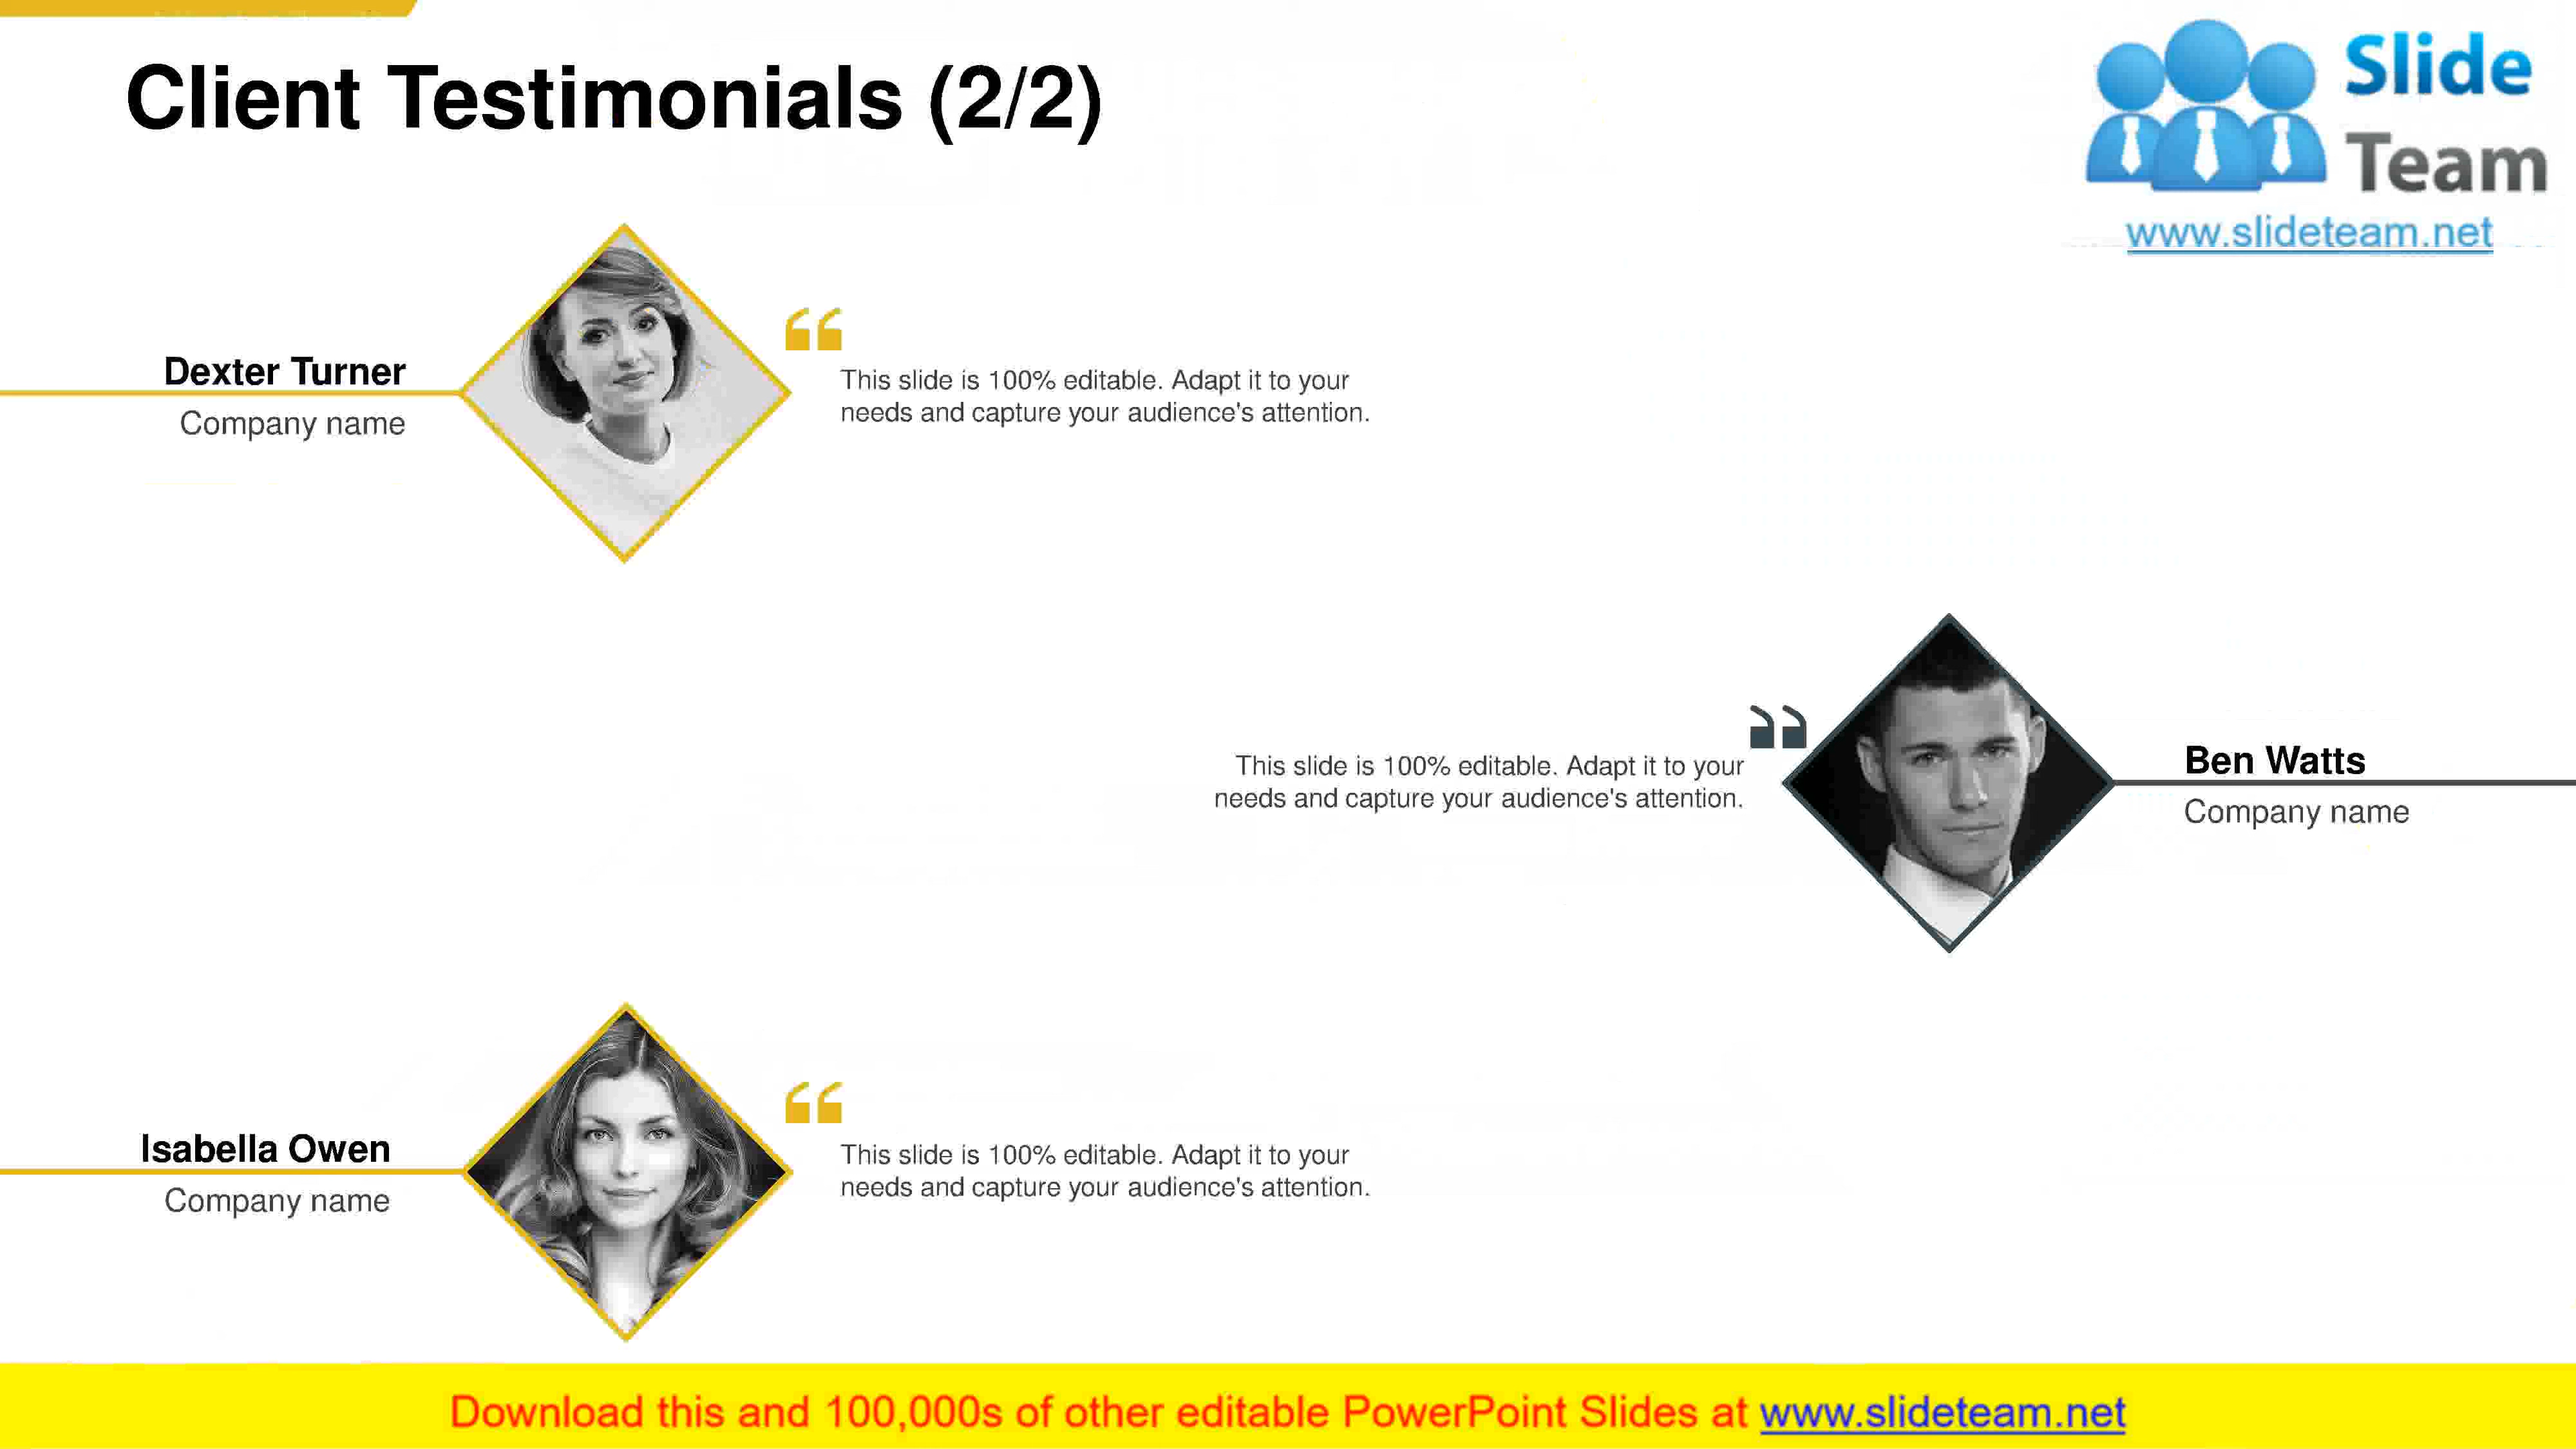 Client Testimonials (2/2)
Slide
Team
www.slideteam.net
Dexter Turner
Company name
This slide is 100% editable. Adapt it to your
needs and capture your audience's attention.
This slide is 100% editable. Adapt it to your
needs and capture your audience's attention.
Ben Watts
Company name
Isabella Owen
Company name
This slide is 100% editable. Adapt it to your
needs and capture your audience's attention.
Download this and 100,000s of other editable PowerPoint Slides at www.slideteam.net